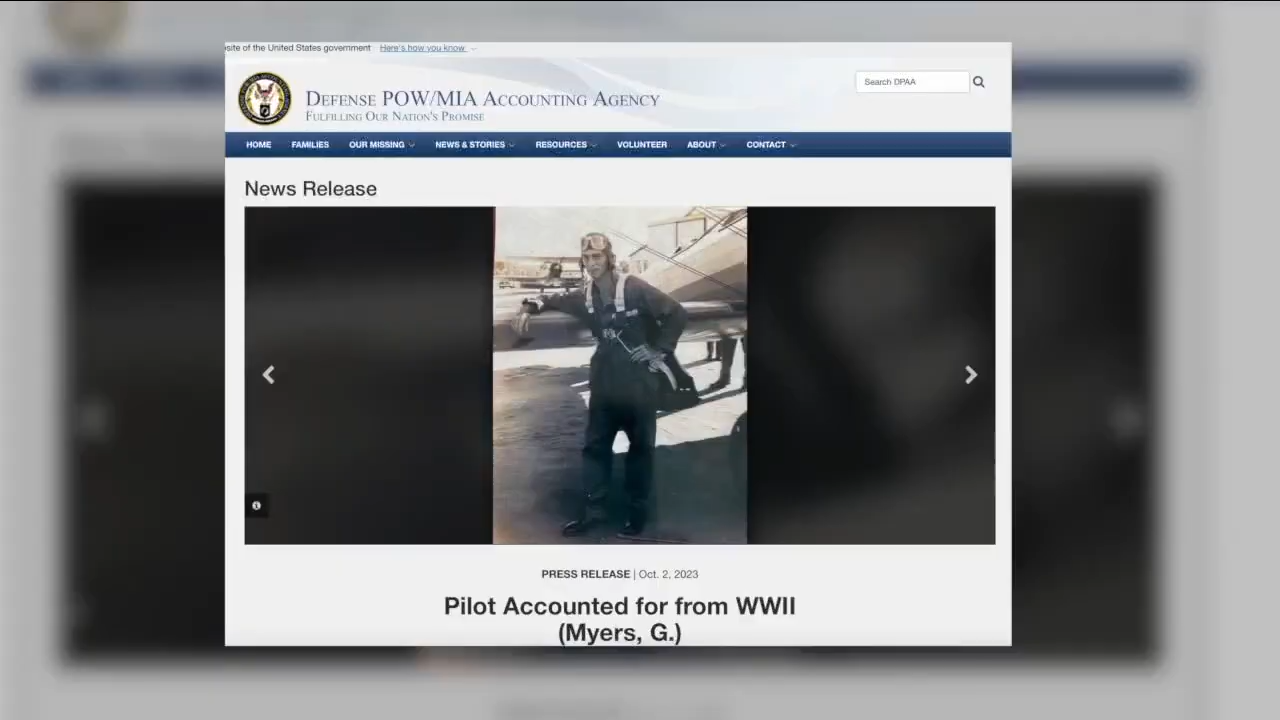 site of the United States government Here's how you know
DEFENSE POW/MIA ACCOUNTING AGENCY
FULFILLING OUR NATION'S PROMISE
Search DPAA
HOME FAMILIES OUR MISSING NEWS & STORIES RESOURCES VOLUNTEER ABOUT CONTACT
News Release
PRESS RELEASE | Oct. 2, 2023
Pilot Accounted for from WWII
(Myers, G.)